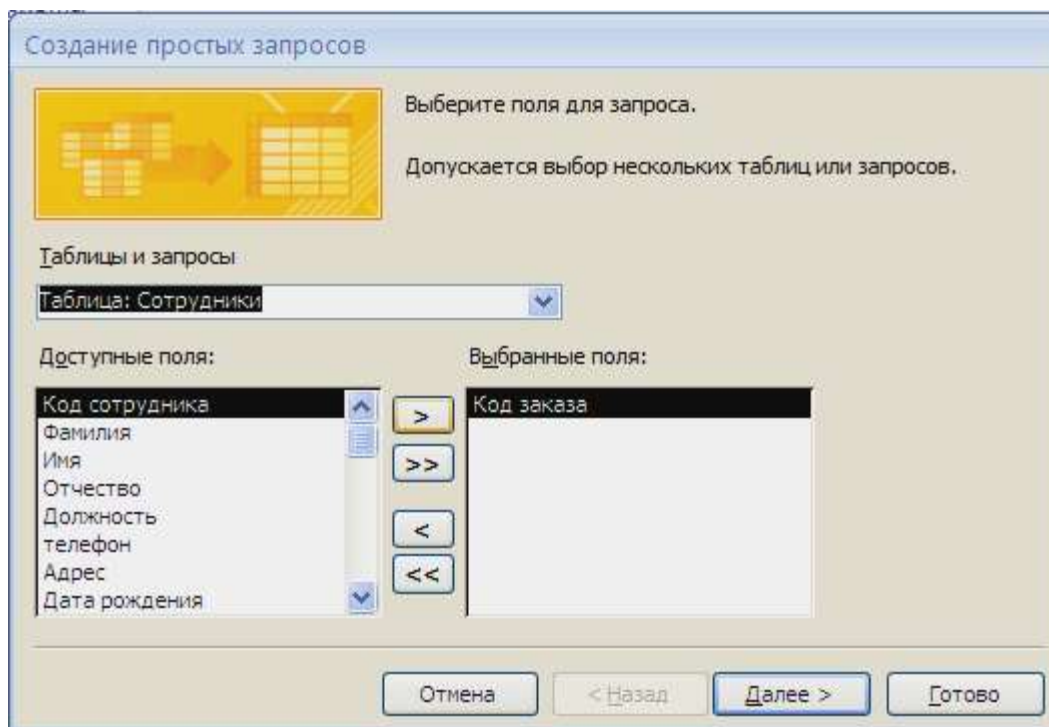 Создание простых запросов
Выберите поля для запроса.
Допускается выбор нескольких таблиц или запросов.
Таблицы и запросы
Таблица: Сотрудники
Доступные поля:
Выбранные поля:
Код сотрудника
Фамилия
Имя
Отчество
Должность
телефон
Адрес
Дата рождения
>
>>
<
<<
Код заказа
Отмена
< Назад
Далее >
Готово